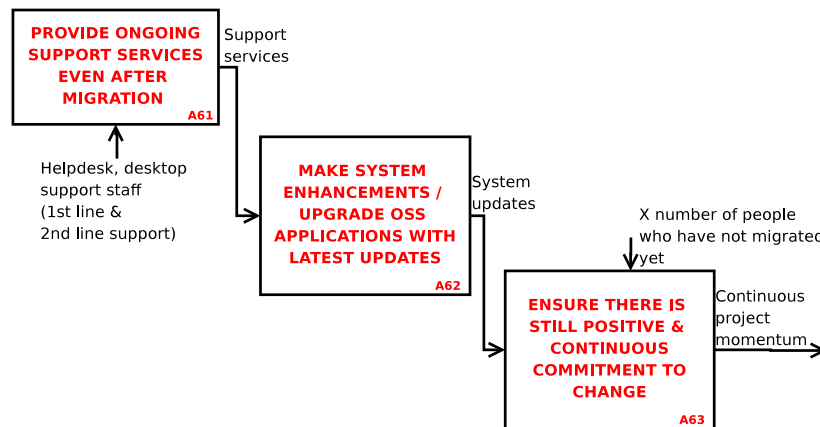 PROVIDE ONGOING
SUPPORT SERVICES
EVEN AFTER
MIGRATION
A61
Support
services
Helpdesk, desktop
support staff
(1st line &
2nd line support)
MAKE SYSTEM
ENHANCEMENTS /
UPGRADE OSS
APPLICATIONS WITH
LATEST UPDATES
A62
System
updates
X number of people
who have not migrated
yet
ENSURE THERE IS
STILL POSITIVE &
CONTINUOUS
COMMITMENT TO
CHANGE
A63
Continuous
project
momentum